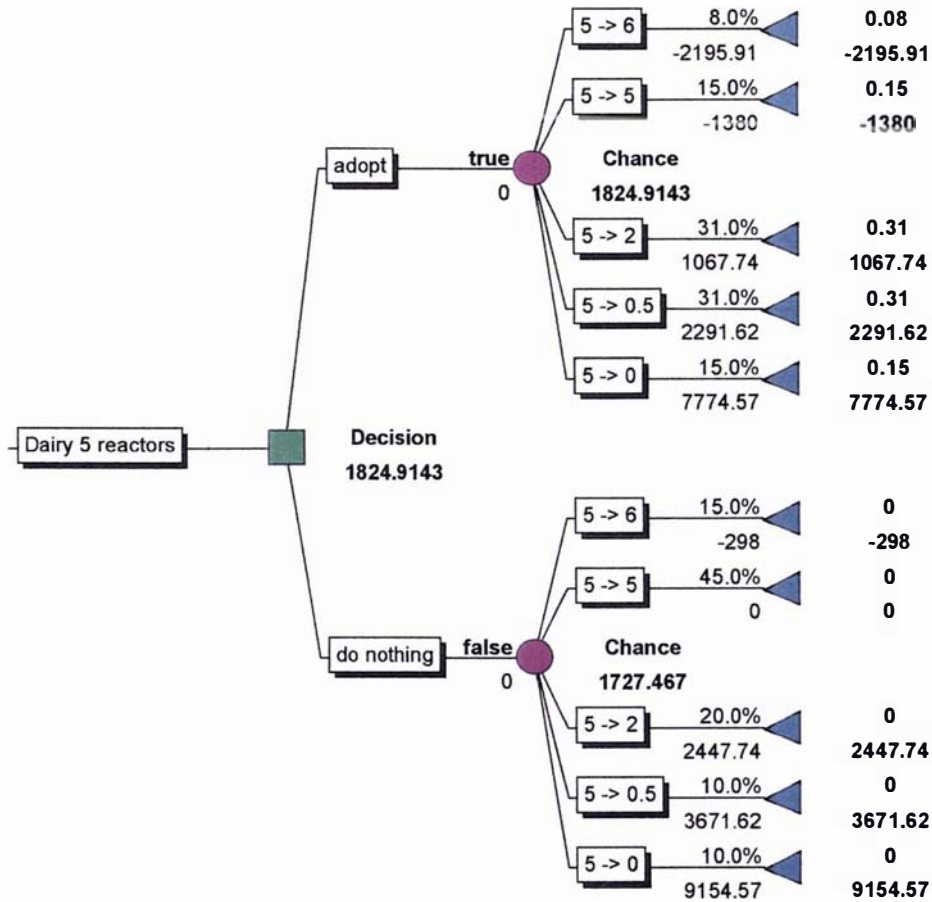 5 -> 6 8.0% 0.08
-2195.91 -2195.91
5 -> 5 15.0% 0.15
-1380 -1380
adopt true Chance
0 1824.9143
5 -> 2 31.0% 0.31
1067.74 1067.74
5 -> 0.5 31.0% 0.31
2291.62 2291.62
5 -> 0 15.0% 0.15
7774.57 7774.57
Dairy 5 reactors Decision
1824.9143
5 -> 6 15.0% 0
-298 -298
5 -> 5 45.0% 0
0 0
do nothing false Chance
0 1727.467
5 -> 2 20.0% 0
2447.74 2447.74
5 -> 0.5 10.0% 0
3671.62 3671.62
5 -> 0 10.0% 0
9154.57 9154.57